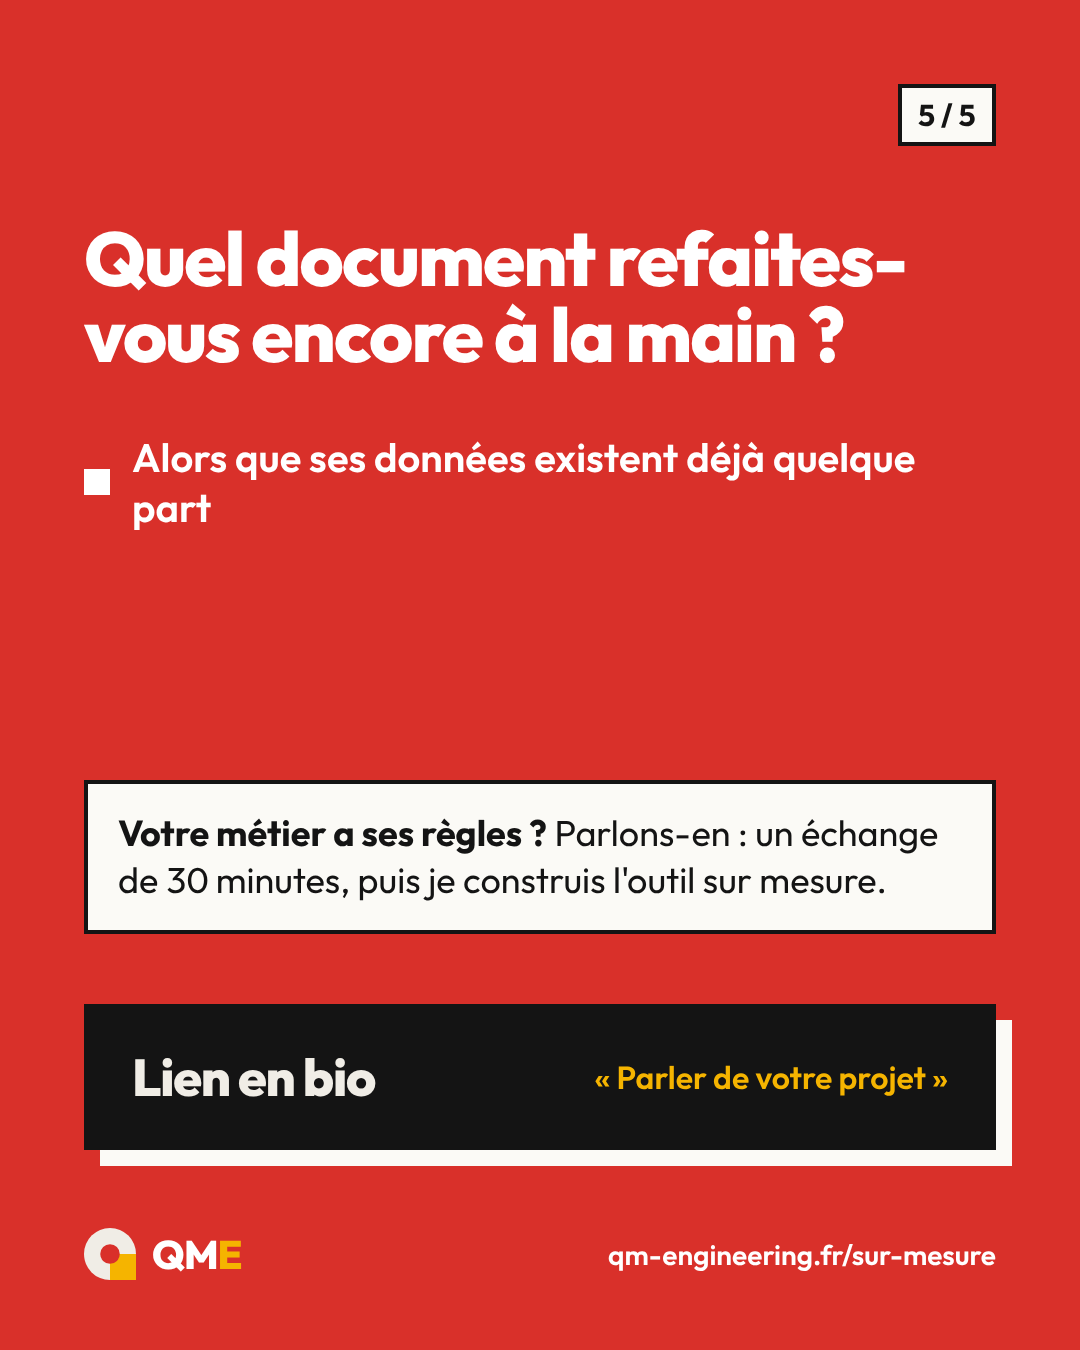 5 / 5
Quel document refaites-
vous encore à la main ?
Alors que ses données existent déjà quelque
part
Votre métier a ses règles ? Parlons-en : un échange
de 30 minutes, puis je construis l'outil sur mesure.
Lien en bio
« Parler de votre projet »
QME
qm-engineering.fr/sur-mesure